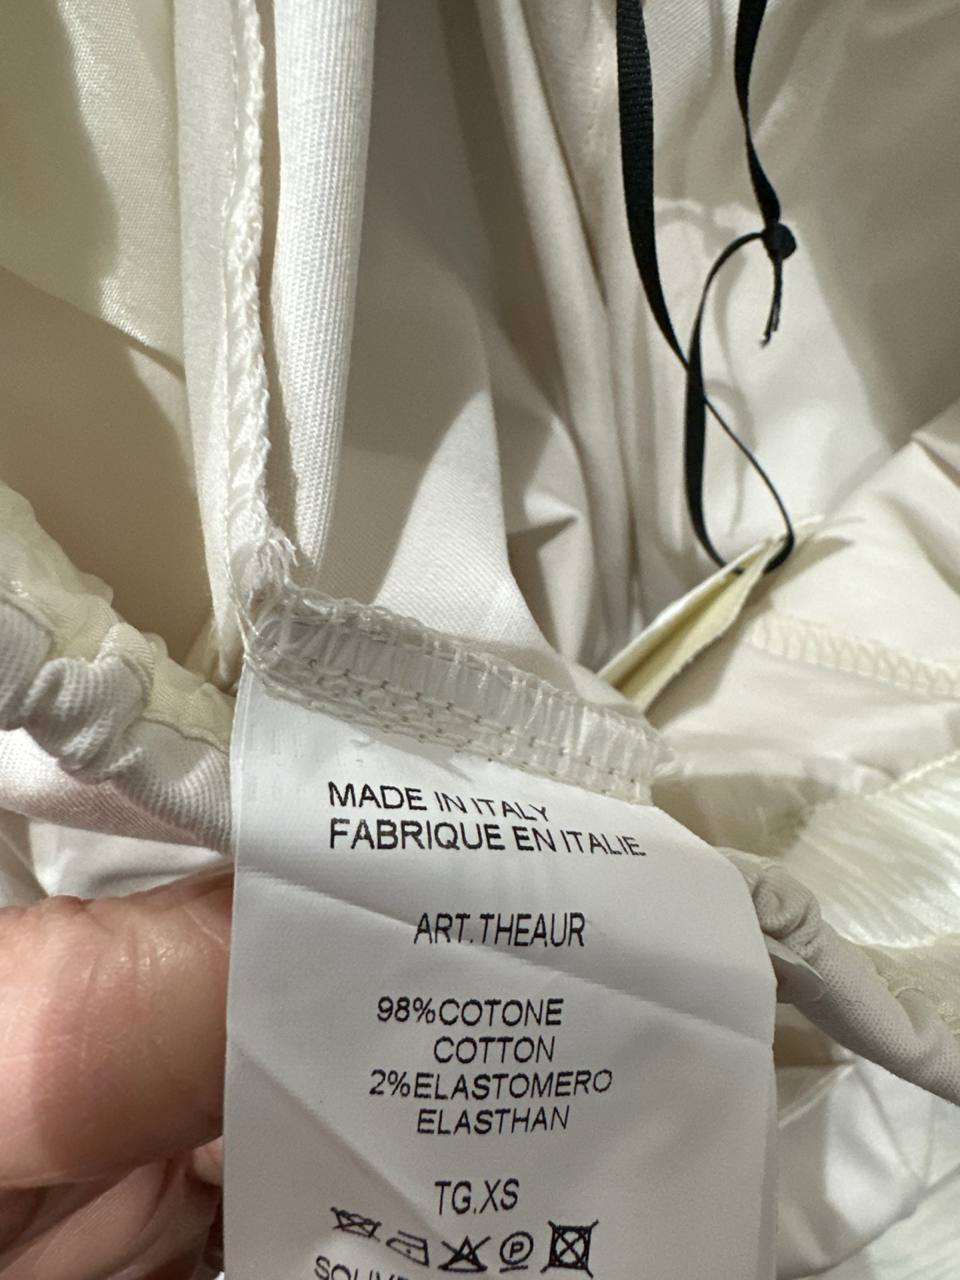 MADE IN ITALY
FABRIQUE EN ITALIE
ART.THEAUR
98%COTONE
COTTON
2%ELASTOMERO
ELASTHAN
TG.XS
P